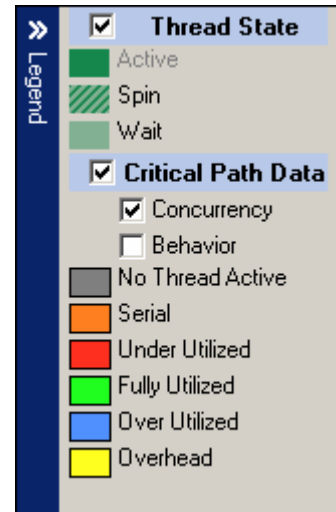 Legend
Thread State
Active
Spin
Wait
Critical Path Data
Concurrency
Behavior
No Thread Active
Serial
Under Utilized
Fully Utilized
Over Utilized
Overhead